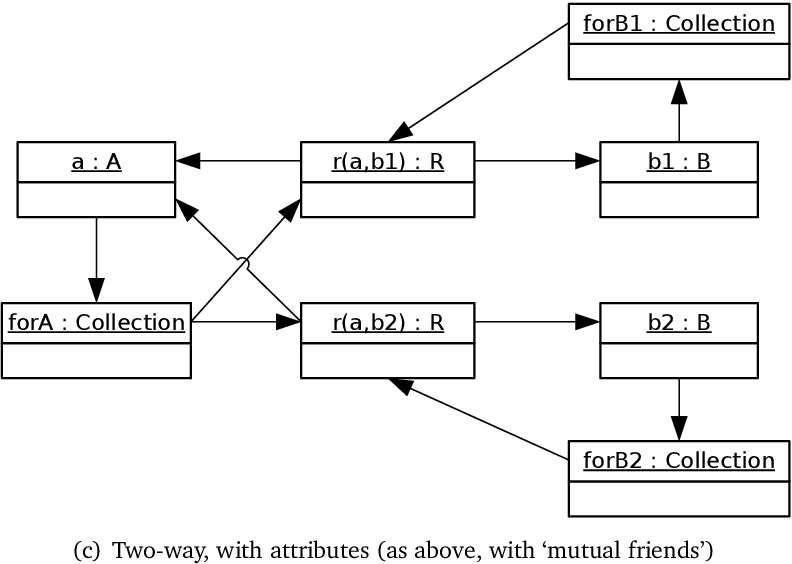 forB1 : Collection
a : A
r(a,b1) : R
b1 : B
forA : Collection
r(a,b2) : R
b2 : B
forB2 : Collection
(c) Two-way, with attributes (as above, with ‘mutual friends’)